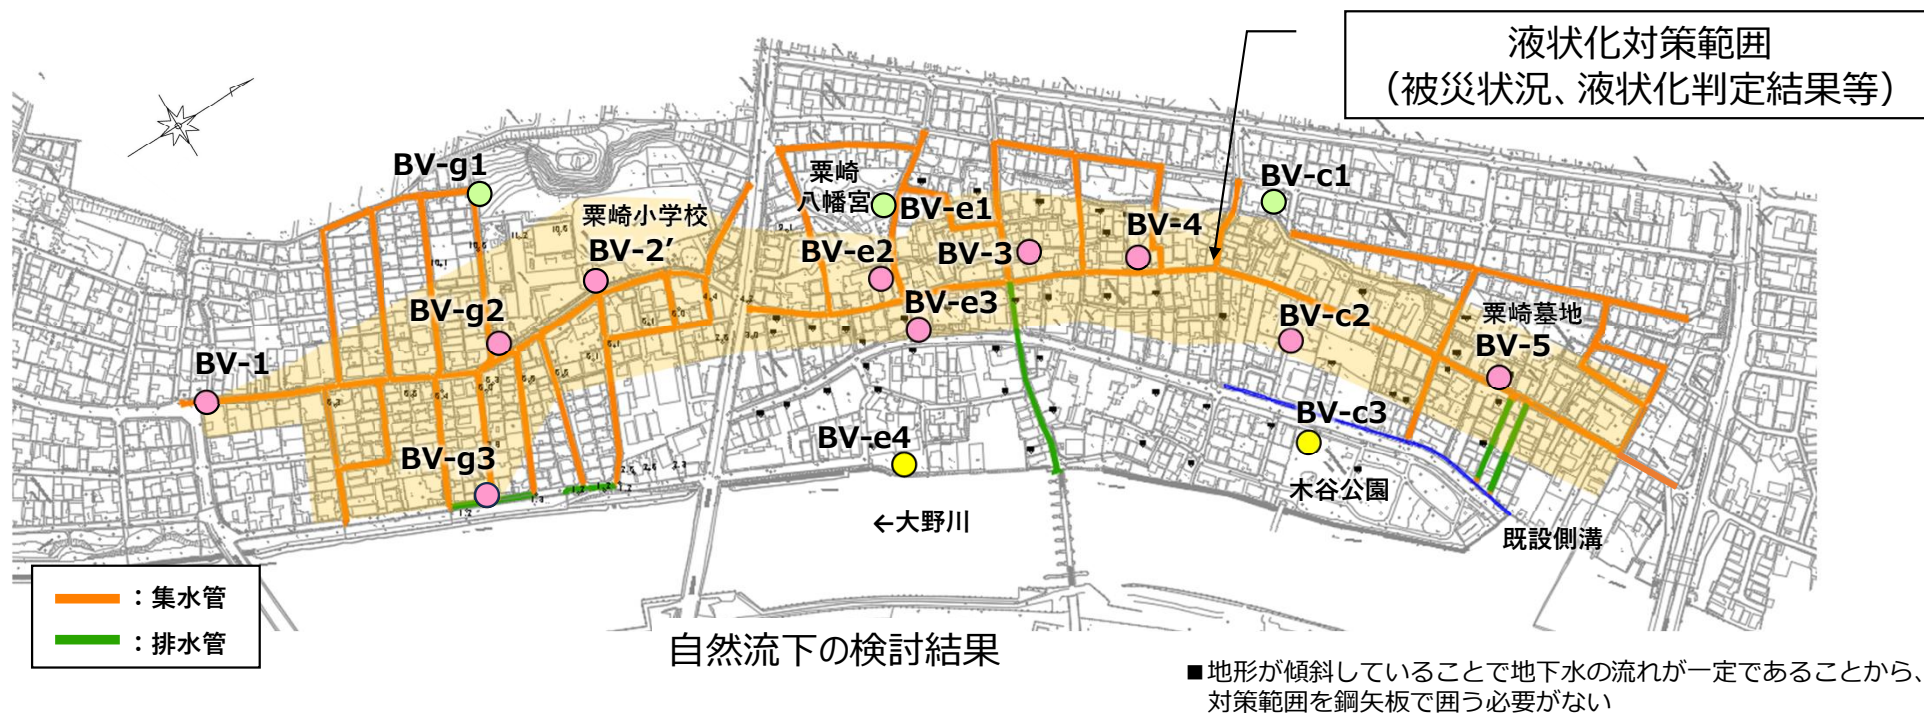 液状化対策範囲
（被災状況、液状化判定結果等）
BV-g1
粟崎
八幡宮
BV-c1
粟崎小学校
BV-e1
BV-4
BV-2’
BV-e2
BV-3
BV-g2
BV-e3
BV-c2
粟崎墓地
BV-5
BV-1
BV-c3
BV-e4
BV-g3
木谷公園
←大野川
既設側溝
：集水管
：排水管
自然流下の検討結果
■地形が傾斜していることで地下水の流れが一定であることから、
対策範囲を鋼矢板で囲う必要がない